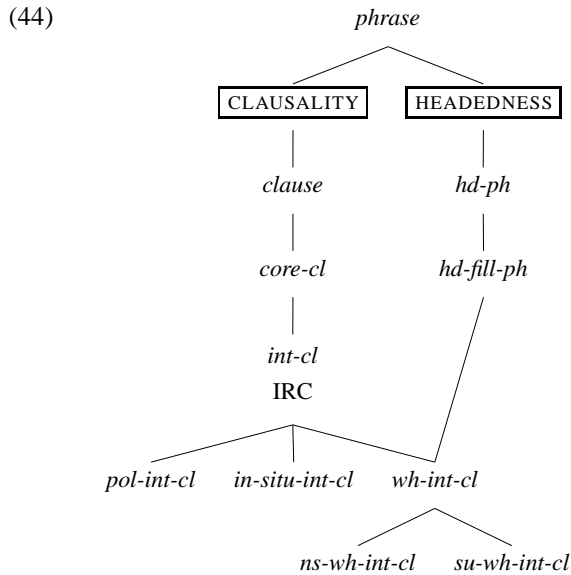 (44) phrase
CLAUSALITY HEADEDNESS
clause hd-ph
core-cl hd-fill-ph
int-cl
IRC
pol-int-cl in-situ-int-cl wh-int-cl
ns-wh-int-cl su-wh-int-cl